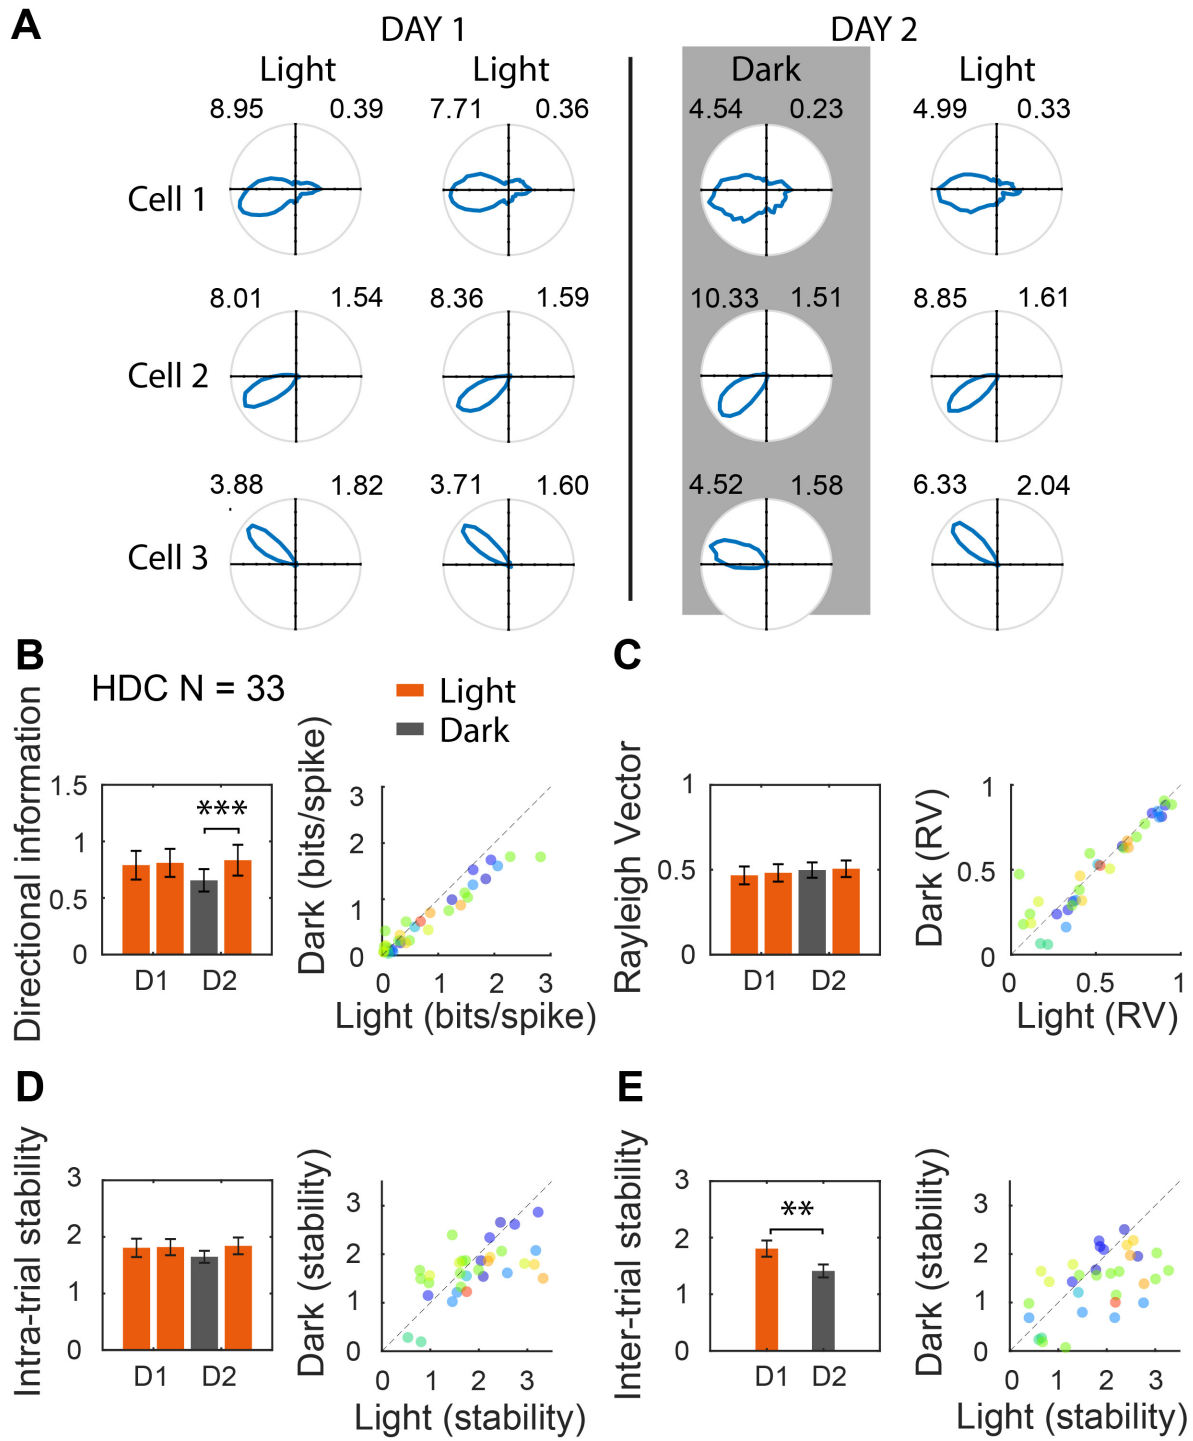 A
DAY 1
DAY 2
Light
Light
Dark
Light
8.95
0.39
7.71
0.36
4.54
0.23
4.99
0.33
Cell 1
8.01
1.54
8.36
1.59
10.33
1.51
8.85
1.61
Cell 2
3.88
1.82
3.71
1.60
4.52
1.58
6.33
2.04
Cell 3
B
HDC N = 33
Light
Dark
Directional information
1.5
1
0.5
0
***
D1
D2
Dark (bits/spike)
3
2
1
0
0
1
2
3
Light (bits/spike)
C
Rayleigh Vector
1
0.5
0
D1
D2
Dark (RV)
1
0
0
0.5
1
Light (RV)
D
Intra-trial stability
3
2
1
0
D1
D2
Dark (stability)
3
2
1
0
0
1
2
3
Light (stability)
E
Inter-trial stability
3
2
1
0
**
D1
D2
Dark (stability)
3
2
1
0
0
1
2
3
Light (stability)